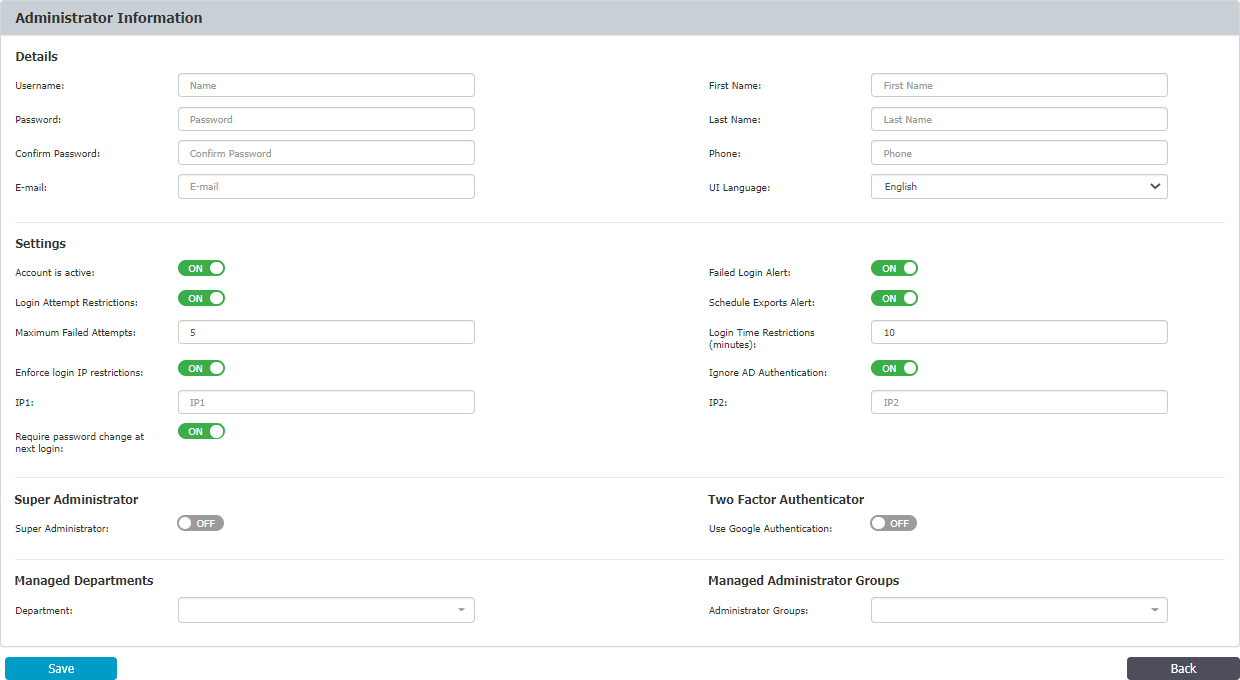 Administrator Information
Details
Username: Name First Name: First Name
Password: Password Last Name: Last Name
Confirm Password: Confirm Password Phone: Phone
E-mail: E-mail UI Language: English
Settings
Account is active: ON Failed Login Alert: ON
Login Attempt Restrictions: ON Schedule Exports Alert: ON
Maximum Failed Attempts: 5 Login Time Restrictions
(minutes): 10
Enforce login IP restrictions: ON Ignore AD Authentication: ON
IP1: IP1 IP2: IP2
Require password change at
next login: ON
Super Administrator Two Factor Authenticator
Super Administrator: OFF Use Google Authentication: OFF
Managed Departments Managed Administrator Groups
Department: Administrator Groups:
Save Back